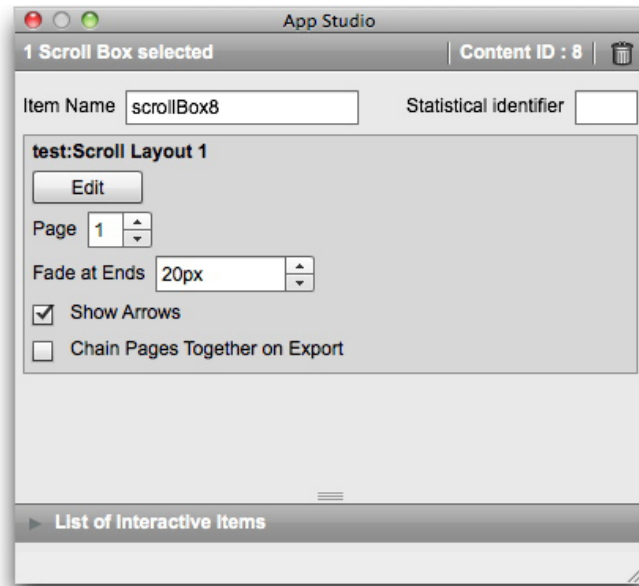 App Studio
1 Scroll Box selected Content ID : 8
Item Name scrollBox8 Statistical identifier
test:Scroll Layout 1
Edit
Page 1
Fade at Ends 20px
Show Arrows
Chain Pages Together on Export
List of Interactive Items